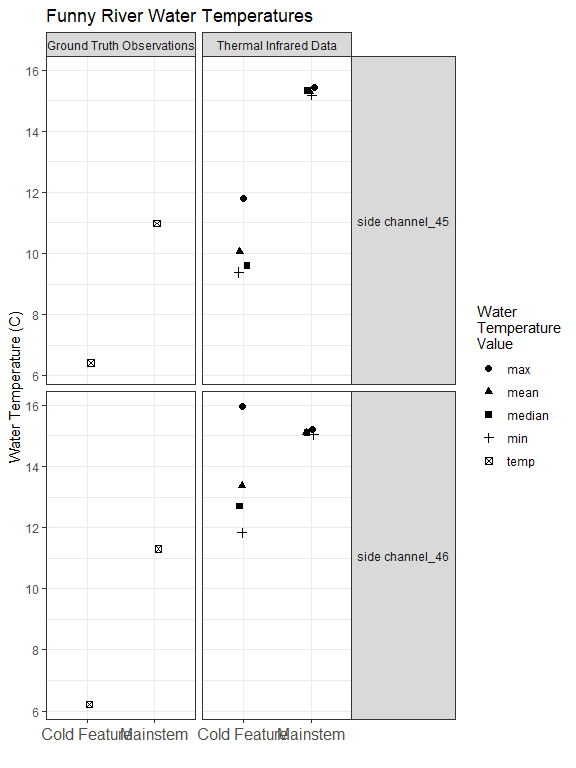 Funny River Water Temperatures
Ground Truth Observations
Thermal Infrared Data
16
14
12
10
8
6
side channel_45
16
14
12
10
8
6
side channel_46
Water Temperature (C)
Cold Feature
Mainstem
Cold Feature
Mainstem
Water
Temperature
Value
max
mean
median
min
temp